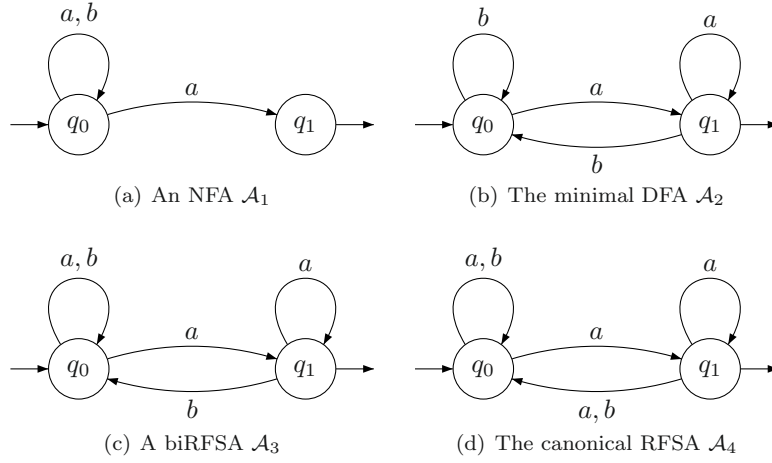 a, b
a
q0
q1
(a) An NFA 𝒜1
b
a
a
q0
q1
b
(b) The minimal DFA 𝒜2
a, b
a
a
q0
q1
b
(c) A biRFSA 𝒜3
a, b
a
a
q0
q1
a, b
(d) The canonical RFSA 𝒜4